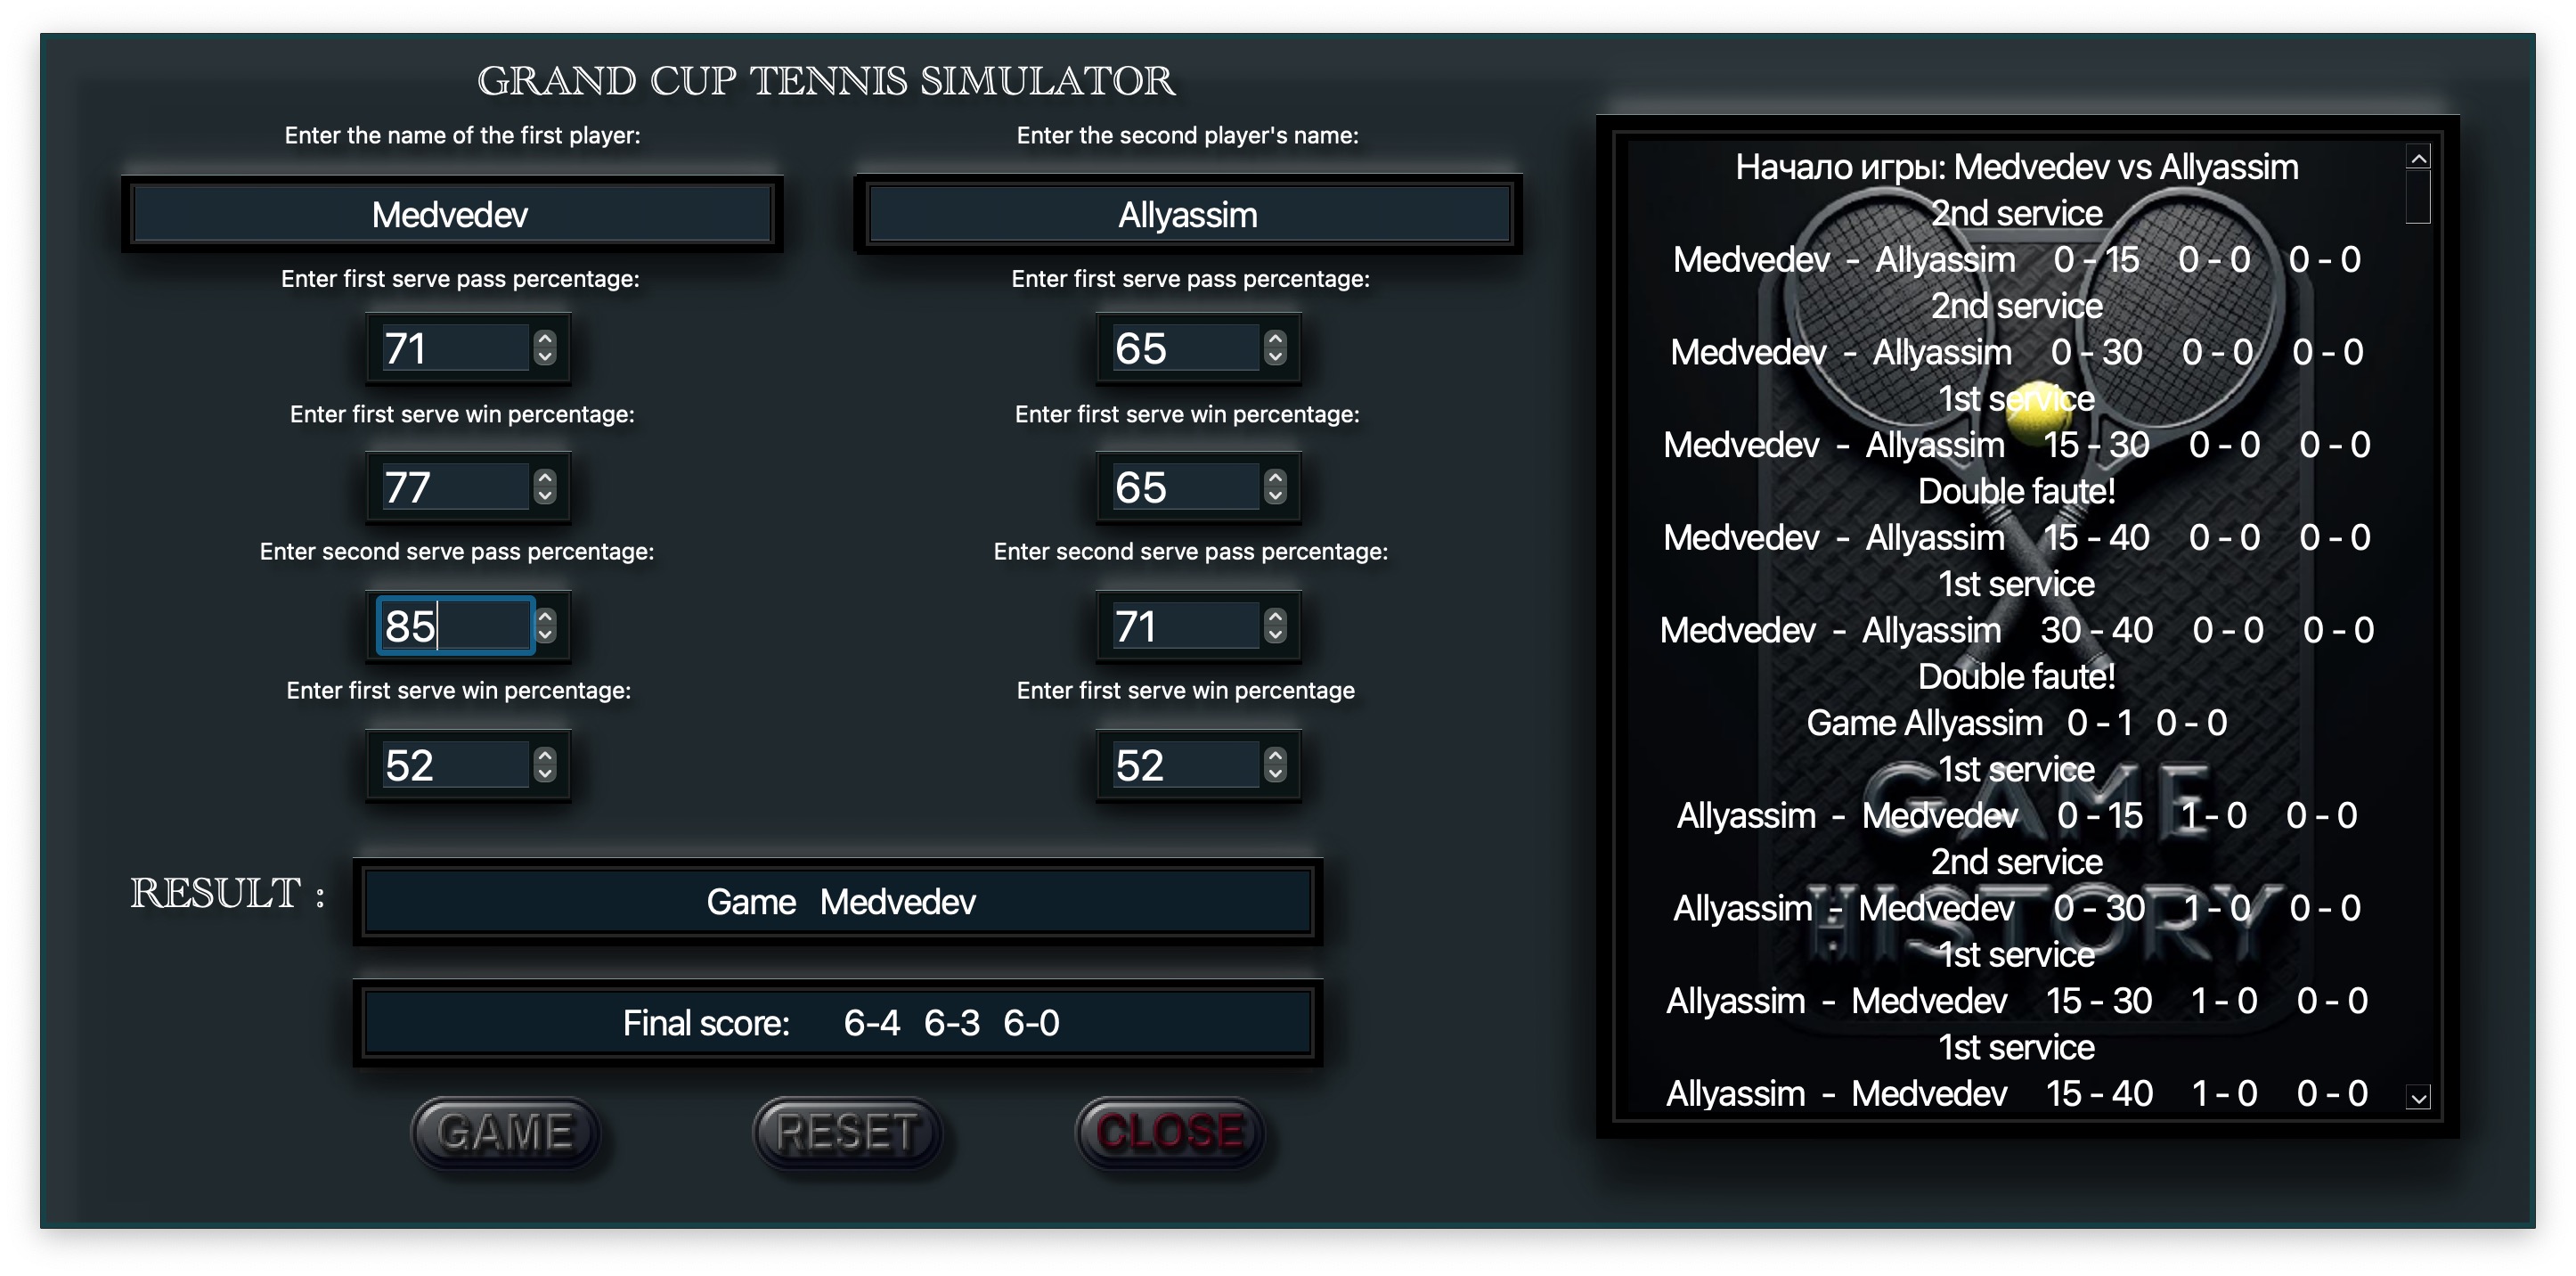 GRAND CUP TENNIS SIMULATOR
Enter the name of the first player:
Medvedev
Enter first serve pass percentage:
71
Enter first serve win percentage:
77
Enter second serve pass percentage:
85
Enter first serve win percentage:
52
Enter the second player's name:
Allyassim
Enter first serve pass percentage:
65
Enter first serve win percentage:
65
Enter second serve pass percentage:
71
Enter first serve win percentage
52
RESULT :
Game Medvedev
Final score: 6-4 6-3 6-0
GAME
RESET
CLOSE
Начало игры: Medvedev vs Allyassim
2nd service
Medvedev - Allyassim 0 - 15 0 - 0 0 - 0
2nd service
Medvedev - Allyassim 0 - 30 0 - 0 0 - 0
1st service
Medvedev - Allyassim 15 - 30 0 - 0 0 - 0
Double faute!
Medvedev - Allyassim 15 - 40 0 - 0 0 - 0
1st service
Medvedev - Allyassim 30 - 40 0 - 0 0 - 0
Double faute!
Game Allyassim 0 - 1 0 - 0
1st service
Allyassim - Medvedev 0 - 15 1 - 0 0 - 0
2nd service
Allyassim - Medvedev 0 - 30 1 - 0 0 - 0
1st service
Allyassim - Medvedev 15 - 30 1 - 0 0 - 0
1st service
Allyassim - Medvedev 15 - 40 1 - 0 0 - 0
GAME
HISTORY